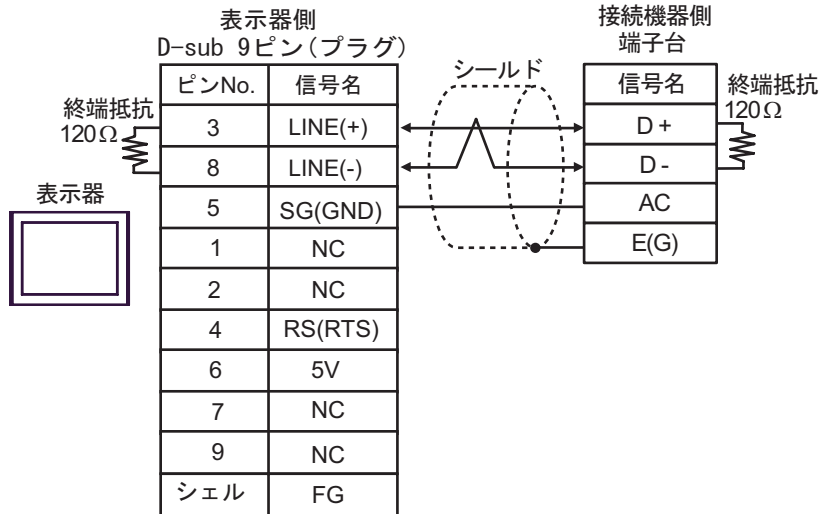 表示器側
D-sub 9ピン(プラグ)
接続機器側
端子台
シールド
ピンNo. 信号名
信号名
終端抵抗
120Ω
終端抵抗
120Ω
3 LINE(+)
D+
8 LINE(-)
D-
表示器
5 SG(GND)
AC
1 NC
E(G)
2 NC
4 RS(RTS)
6 5V
7 NC
9 NC
シェル FG